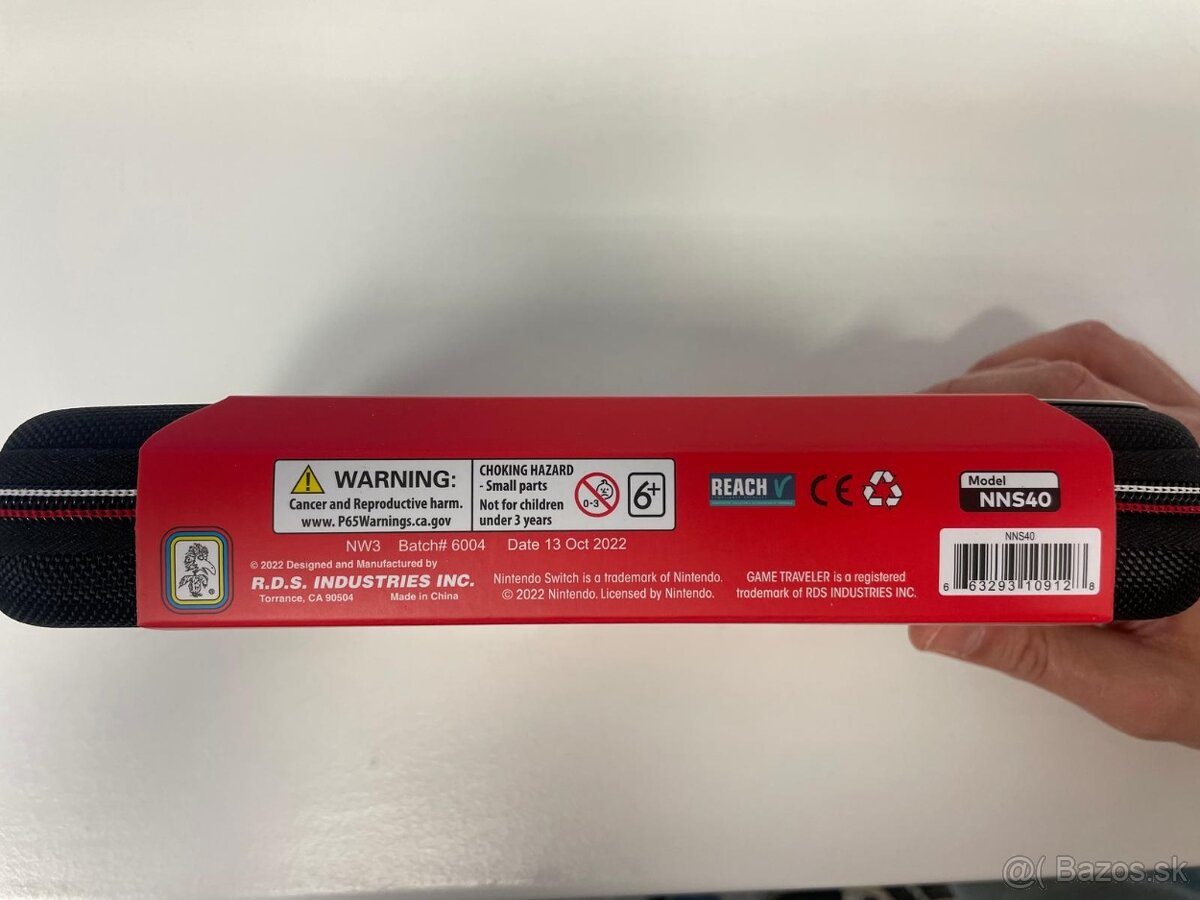 WARNING:
Cancer and Reproductive harm.
www.P65Warnings.ca.gov
CHOKING HAZARD
- Small parts
Not for children
under 3 years
0-3
6+
REACH
CE
Model
NNS40
NW3 Batch# 6004 Date 13 Oct 2022
© 2022 Designed and Manufactured by
R.D.S. INDUSTRIES INC.
Torrance, CA 90504 Made in China
®
Nintendo Switch is a trademark of Nintendo.
© 2022 Nintendo. Licensed by Nintendo.
GAME TRAVELER is a registered
trademark of RDS INDUSTRIES INC.
NNS40
6 63293 10912 8
@( Bazos.sk